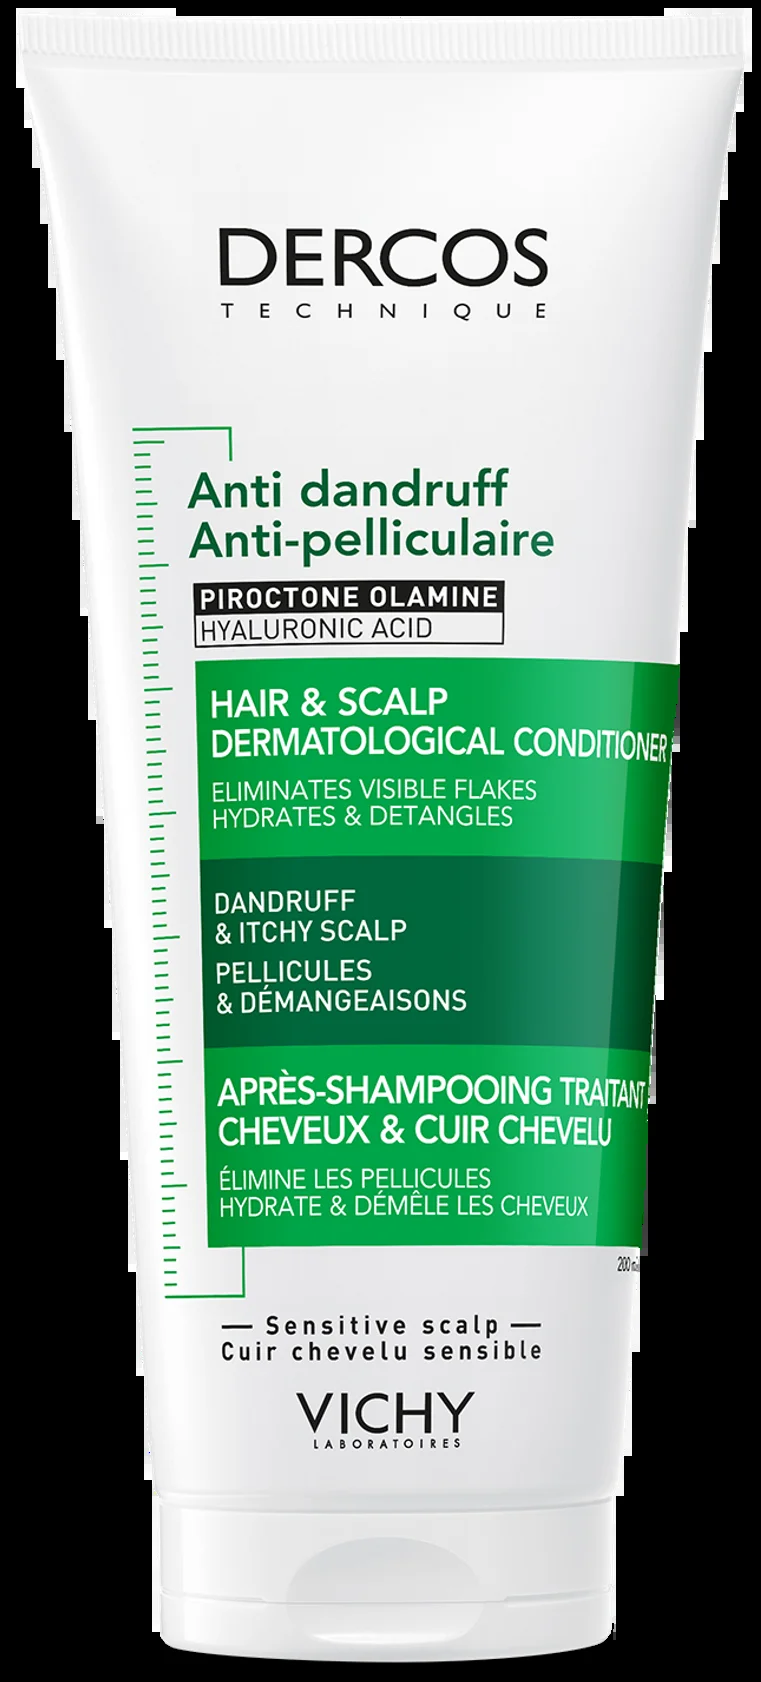 DERCOS
TECHNIQUE
Anti dandruff
Anti-pelliculaire
PIROCTONE OLAMINE
HYALURONIC ACID
HAIR & SCALP
DERMATOLOGICAL CONDITIONER
ELIMINATES VISIBLE FLAKES
HYDRATES & DETANGLES
DANDRUFF
& ITCHY SCALP
PELLICULES
& DÉMANGEAISONS
APRÈS-SHAMPOOING TRAITANT
CHEVEUX & CUIR CHEVELU
ÉLIMINE LES PELLICULES
HYDRATE & DÉMÊLE LES CHEVEUX
200
— Sensitive scalp —
Cuir chevelu sensible
VICHY
LABORATOIRES